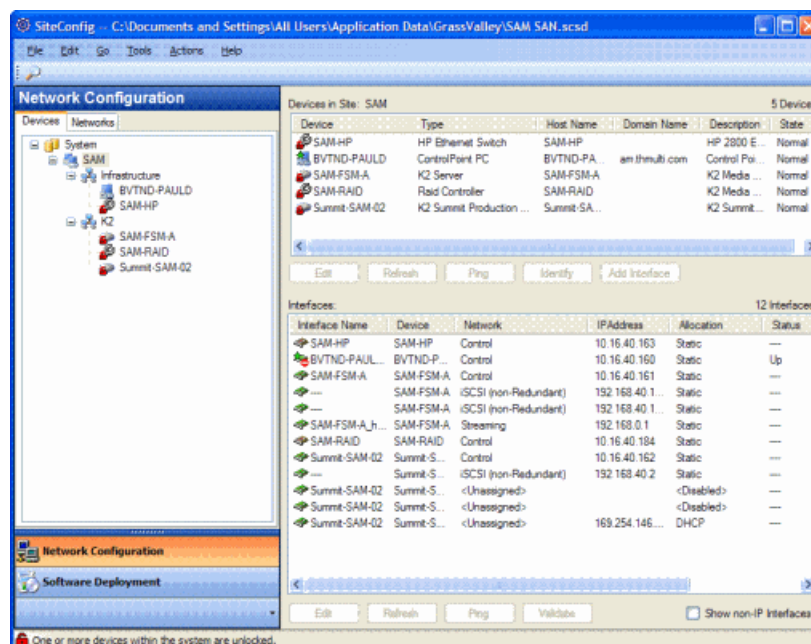 SiteConfig -- C:\Documents and Settings\All Users\Application Data\GrassValley\SAM SAN.scsd
File Edit Go Tools Actions Help
Network Configuration
Devices Networks
System
SAM
Infrastructure
BVTND-PAULD
SAM-HP
K2
SAM-FSM-A
SAM-RAID
Summit-SAM-02
Network Configuration
Software Deployment
Devices in Site: SAM 5 Device
Device Type Host Name Domain Name Description State
SAM-HP HP Ethernet Switch SAM-HP HP 2800 E... Normal
BVTND-PAULD ControlPoint PC BVTND-PA... am.thmulti.com Control Poi... Normal
SAM-FSM-A K2 Server SAM-FSM-A K2 Media ... Normal
SAM-RAID Raid Controller SAM-RAID K2 Media ... Normal
Summit-SAM-02 K2 Summit Production ... Summit-SA... K2 Summit... Normal
Edit Refresh Ping Identify Add Interface
Interfaces: 12 Interfaces
Interface Name Device Network IPAddress Allocation Status
SAM-HP SAM-HP Control 10.16.40.163 Static ---
BVTND-PAUL... BVTND-P... Control 10.16.40.160 Static Up
SAM-FSM-A SAM-FSM-A Control 10.16.40.161 Static ---
--- SAM-FSM-A iSCSI (non-Redundant) 192.168.40.1... Static ---
--- SAM-FSM-A iSCSI (non-Redundant) 192.168.40.1... Static ---
SAM-FSM-A_h... SAM-FSM-A Streaming 192.168.0.1 Static ---
SAM-RAID SAM-RAID Control 10.16.40.184 Static ---
Summit-SAM-02 Summit-S... Control 10.16.40.162 Static ---
--- Summit-S... iSCSI (non-Redundant) 192.168.40.2 Static ---
Summit-SAM-02 Summit-S... <Unassigned> <Disabled> ---
Summit-SAM-02 Summit-S... <Unassigned> <Disabled> ---
Summit-SAM-02 Summit-S... <Unassigned> 169.254.146.... DHCP ---
Edit Refresh Ping Validate Show non-IP Interfaces
One or more devices within the system are unlocked.